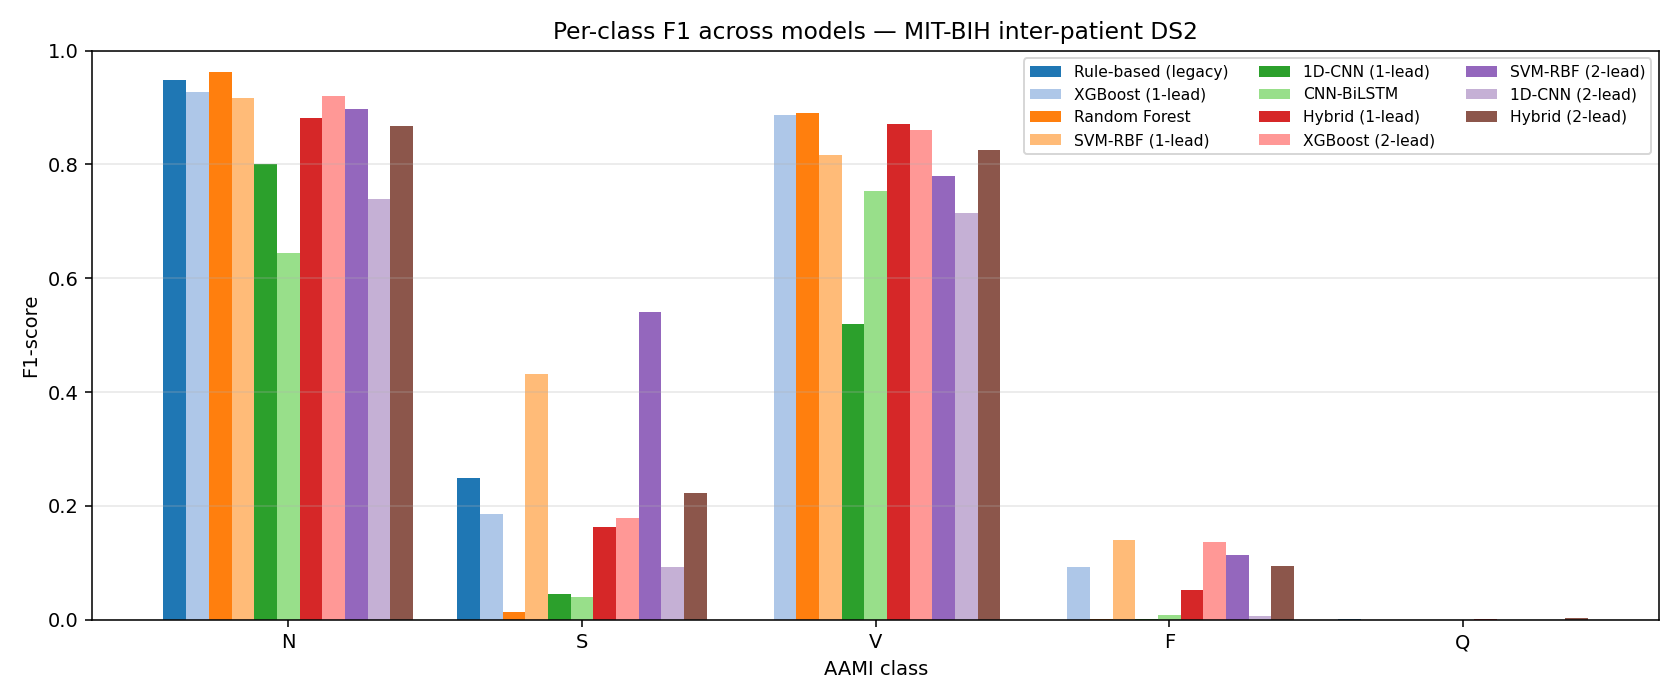 Per-class F1 across models — MIT-BIH inter-patient DS2
Rule-based (legacy)
XGBoost (1-lead)
Random Forest
SVM-RBF (1-lead)
1D-CNN (1-lead)
CNN-BiLSTM
Hybrid (1-lead)
XGBoost (2-lead)
SVM-RBF (2-lead)
1D-CNN (2-lead)
Hybrid (2-lead)
F1-score
1.0
0.8
0.6
0.4
0.2
0.0
N S V F Q
AAMI class